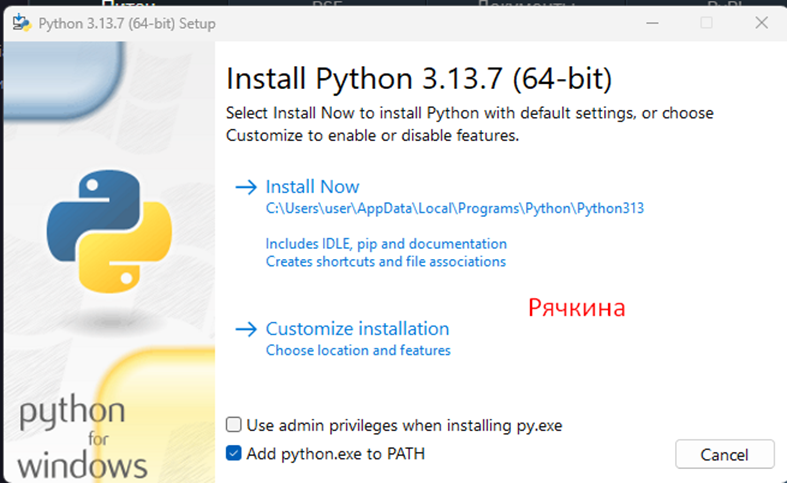 Python 3.13.7 (64-bit) Setup
Install Python 3.13.7 (64-bit)
Select Install Now to install Python with default settings, or choose
Customize to enable or disable features.
Install Now
C:\Users\user\AppData\Local\Programs\Python\Python313
Includes IDLE, pip and documentation
Creates shortcuts and file associations
Рячкина
Customize installation
Choose location and features
python
for
windows
Use admin privileges when installing py.exe
Add python.exe to PATH
Cancel